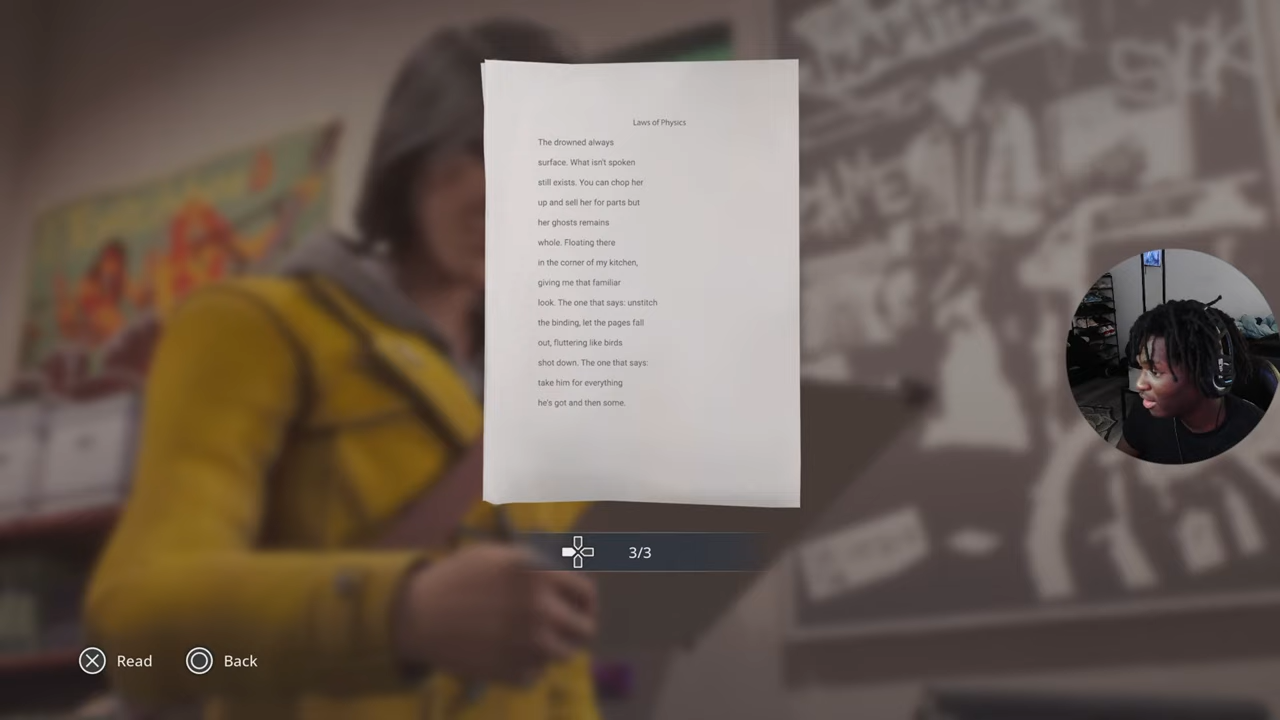 Laws of Physics
The drowned always
surface. What isn't spoken
still exists. You can chop her
up and sell her for parts but
her ghosts remains
whole. Floating there
in the corner of my kitchen,
giving me that familiar
look. The one that says: unstitch
the binding, let the pages fall
out, fluttering like birds
shot down. The one that says:
take him for everything
he's got and then some.
3/3
Read
Back